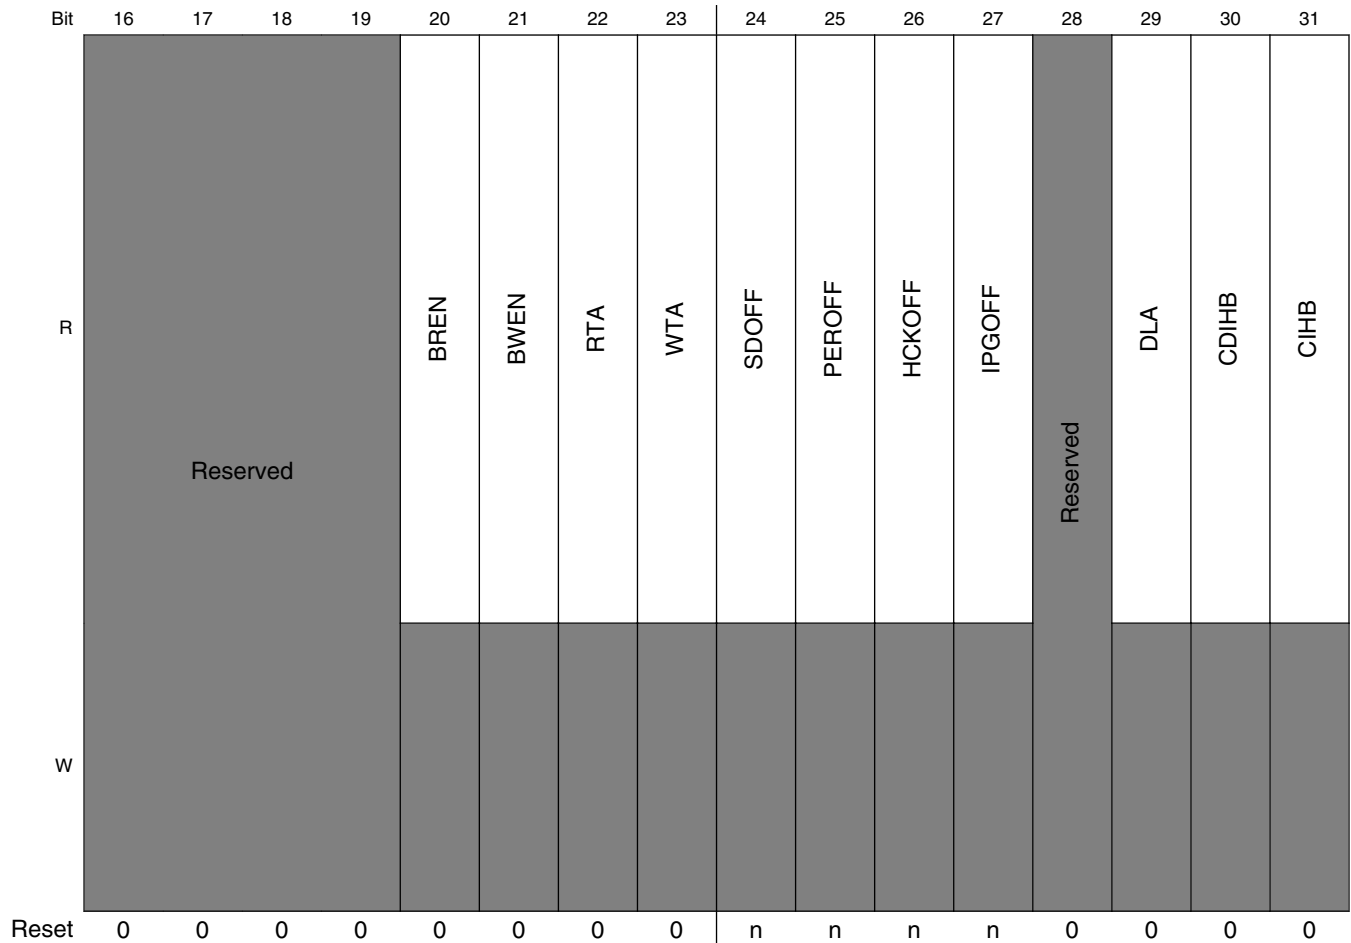 Bit 16 17 18 19 20 21 22 23 24 25 26 27 28 29 30 31
R
Reserved
BREN
BWEN
RTA
WTA
SDOFF
PEROFF
HCKOFF
IPGOFF
Reserved
DLA
CDIHB
CIHB
W
Reset 0 0 0 0 0 0 0 0 n n n n 0 0 0 0